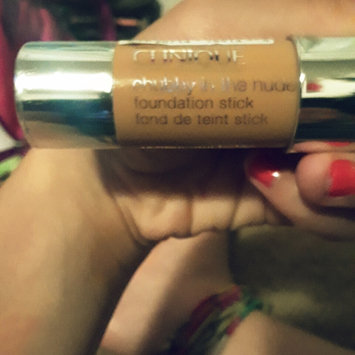 CLINIQUE
chubby in the nude
foundation stick
fond de teint stick